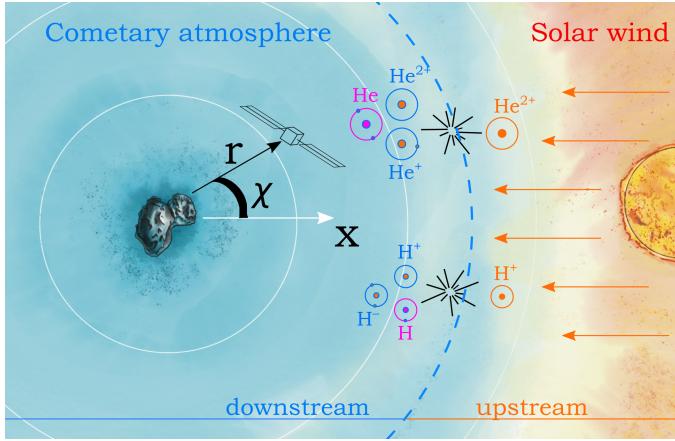 Cometary atmosphere
Solar wind
He²⁺
He
He²⁺
He⁺
r
χ
x
H⁺
H⁺
H⁻
H
downstream
upstream